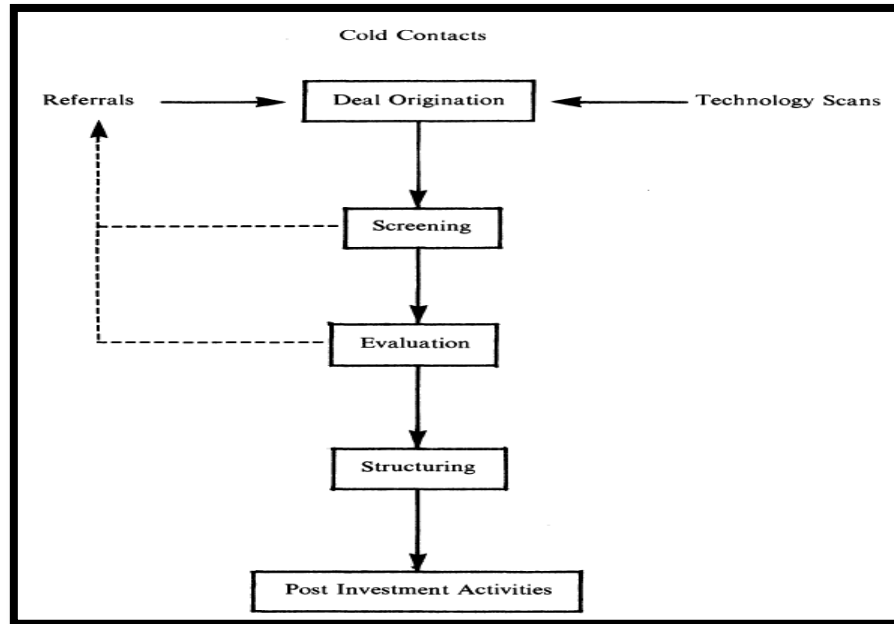 Cold Contacts
Referrals
Deal Origination
Technology Scans
Screening
Evaluation
Structuring
Post Investment Activities